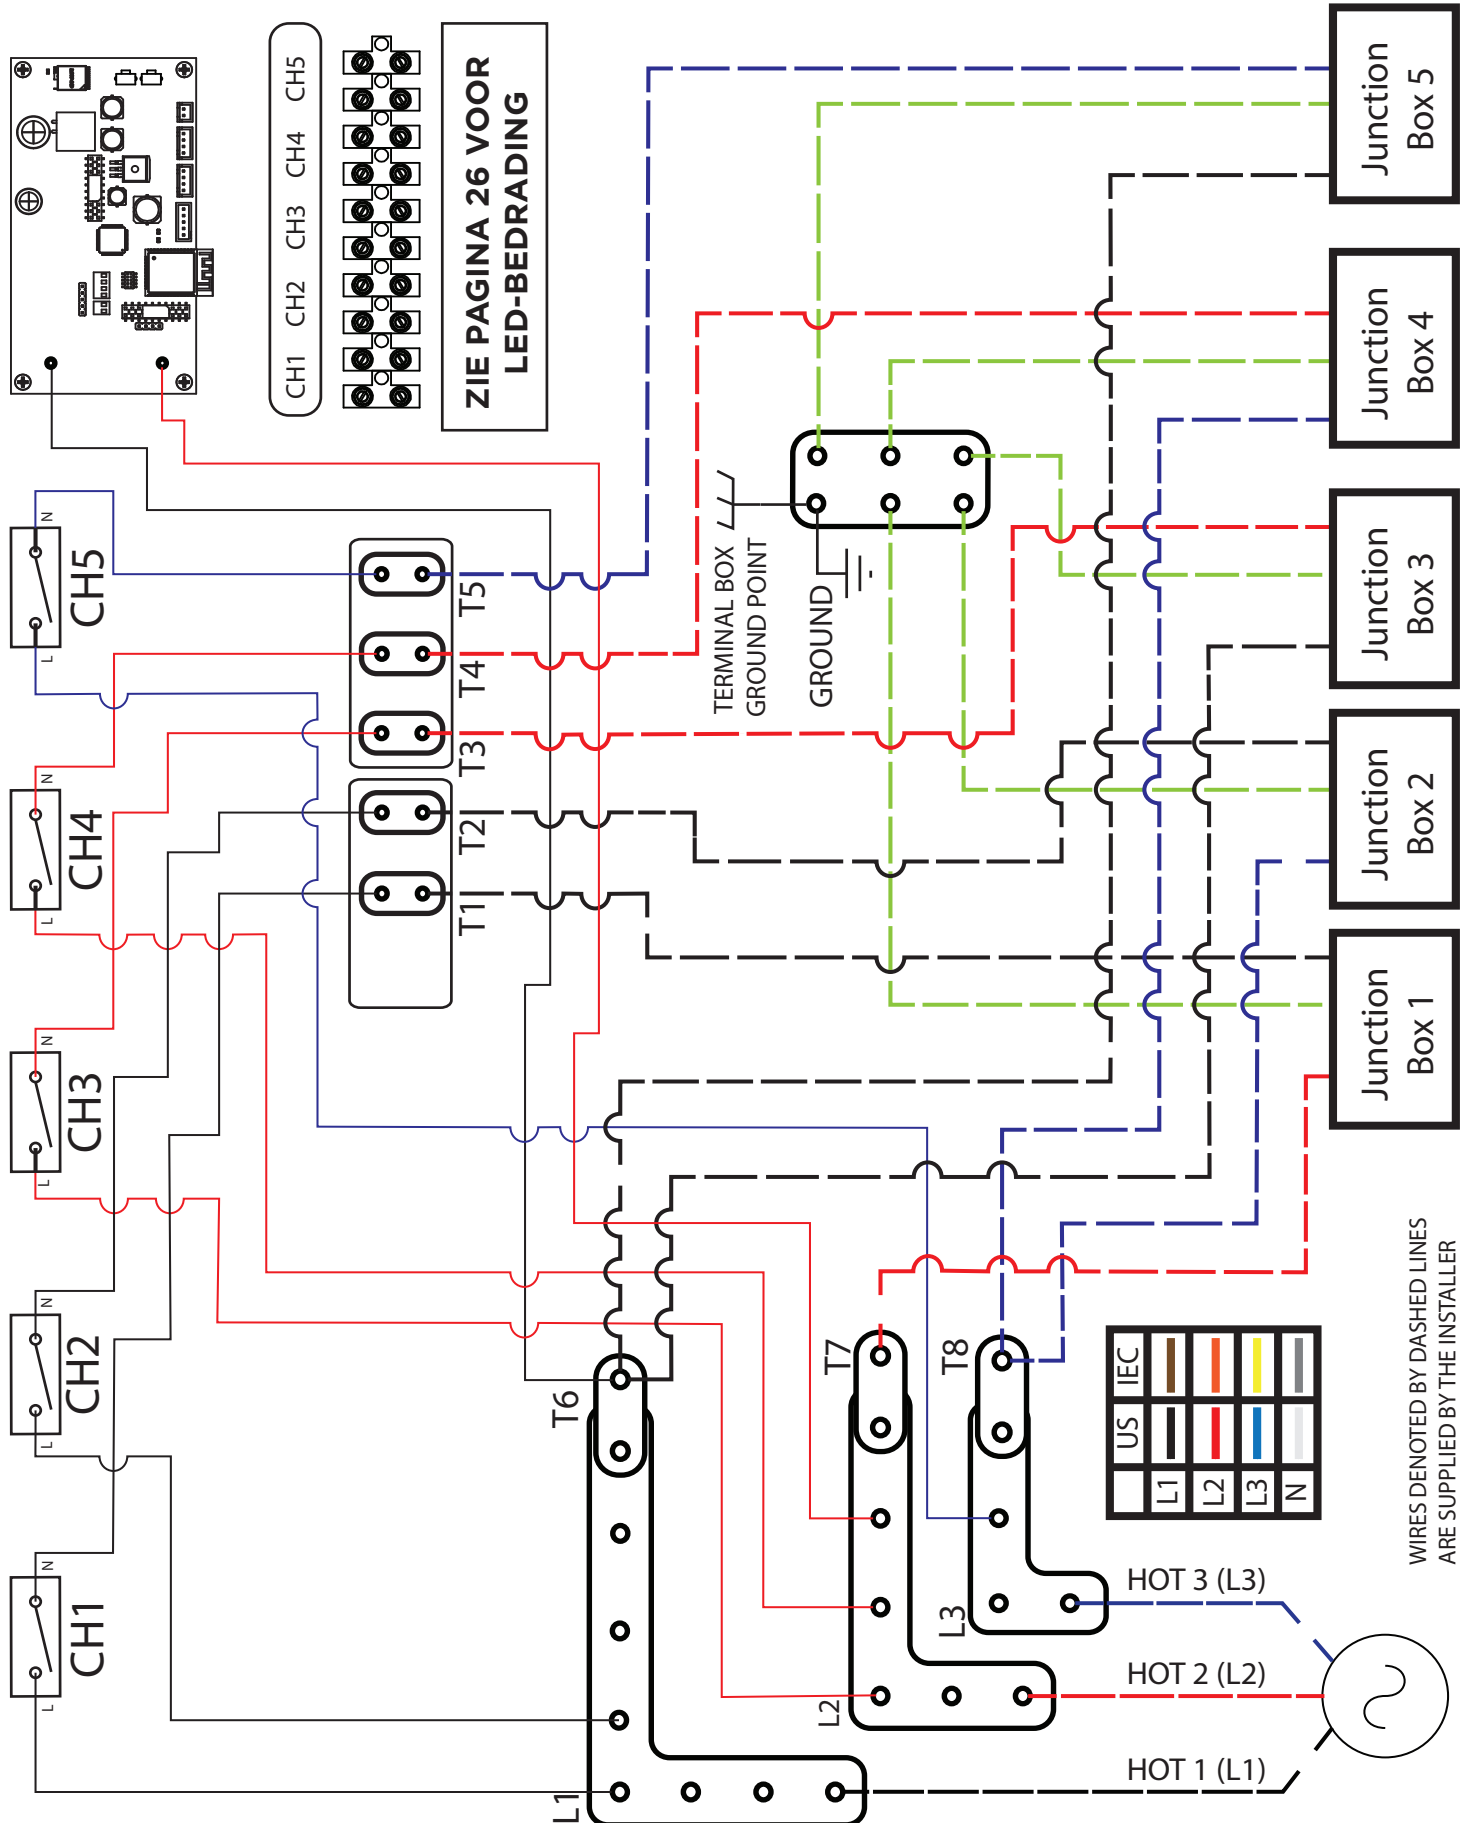 CH1 CH2 CH3 CH4 CH5
ZIE PAGINA 26 VOOR
LED-BEDRADING
L
N
CH1
L
N
CH2
L
N
CH3
L
N
CH4
L
N
CH5
T1
T2
T3
T4
T5
TERMINAL BOX
GROUND POINT
GROUND
T6
T7
T8
L1
L2
L3
HOT 1 (L1)
HOT 2 (L2)
HOT 3 (L3)
US IEC
L1
L2
L3
N
WIRES DENOTED BY DASHED LINES
ARE SUPPLIED BY THE INSTALLER
Junction
Box 1
Junction
Box 2
Junction
Box 3
Junction
Box 4
Junction
Box 5